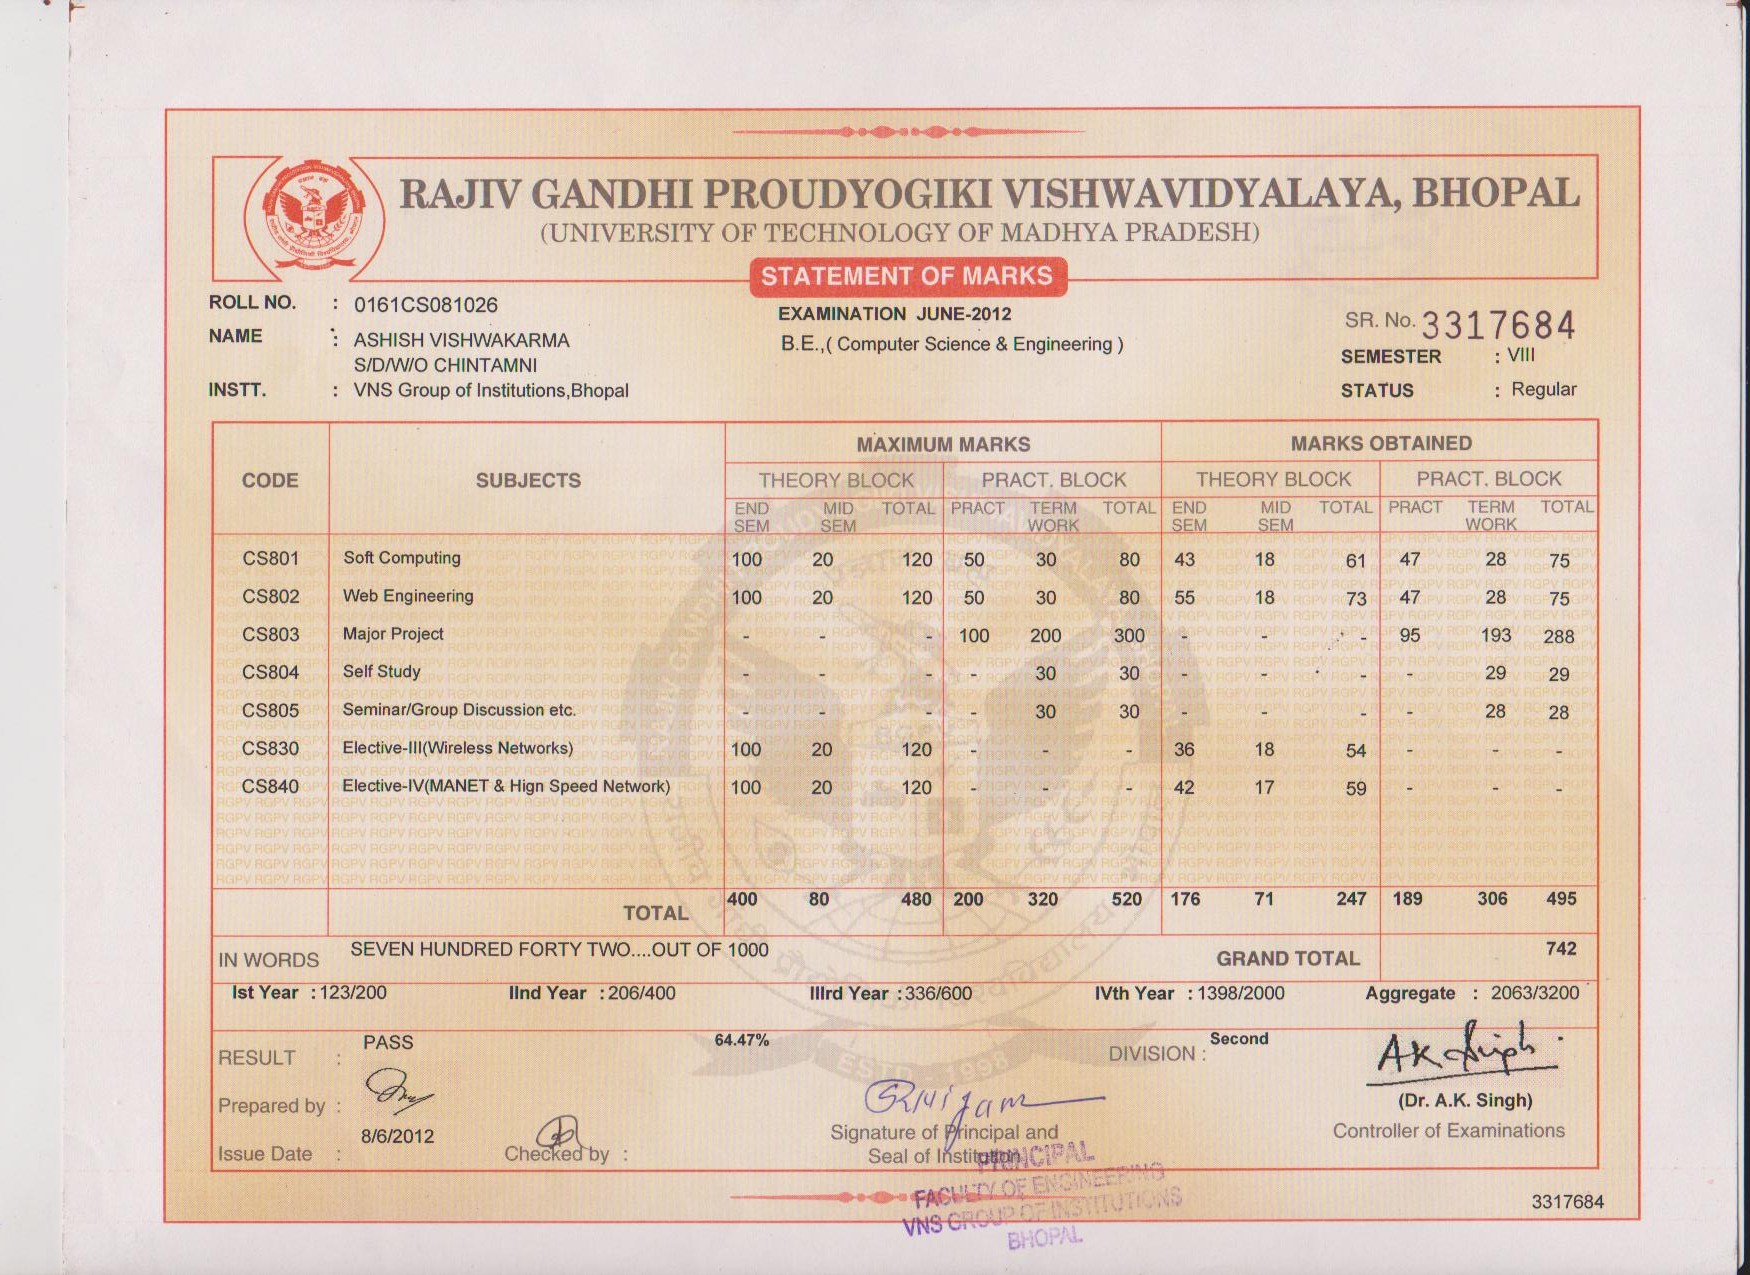 RAJIV GANDHI PROUDYOGIKI VISHWAVIDYALAYA, BHOPAL
(UNIVERSITY OF TECHNOLOGY OF MADHYA PRADESH)
STATEMENT OF MARKS
ROLL NO. : 0161CS081026
EXAMINATION JUNE-2012
SR. No. 3317684
NAME : ASHISH VISHWAKARMA
B.E.,( Computer Science & Engineering )
SEMESTER : VIII
S/D/W/O CHINTAMNI
INSTT. : VNS Group of Institutions,Bhopal
STATUS : Regular
CODE SUBJECTS MAXIMUM MARKS MARKS OBTAINED
THEORY BLOCK PRACT. BLOCK THEORY BLOCK PRACT. BLOCK
END SEM MID SEM TOTAL PRACT TERM WORK TOTAL END SEM MID SEM TOTAL PRACT TERM WORK TOTAL
CS801 Soft Computing 100 20 120 50 30 80 43 18 61 47 28 75
CS802 Web Engineering 100 20 120 50 30 80 55 18 73 47 28 75
CS803 Major Project - - - 100 200 300 - - - 95 193 288
CS804 Self Study - - - - 30 30 - - - - 29 29
CS805 Seminar/Group Discussion etc. - - - - 30 30 - - - - 28 28
CS830 Elective-III(Wireless Networks) 100 20 120 - - - 36 18 54 - - -
CS840 Elective-IV(MANET & Hign Speed Network) 100 20 120 - - - 42 17 59 - - -
TOTAL 400 80 480 200 320 520 176 71 247 189 306 495
IN WORDS SEVEN HUNDRED FORTY TWO....OUT OF 1000 GRAND TOTAL 742
Ist Year :123/200 IInd Year :206/400 IIIrd Year :336/600 IVth Year :1398/2000 Aggregate : 2063/3200
RESULT : PASS 64.47% DIVISION : Second
AK Singh
Prepared by :
(Dr. A.K. Singh)
Controller of Examinations
Issue Date : 8/6/2012
Checked by :
Signature of Principal and
Seal of Institution
PRINCIPAL
FACULTY OF ENGINEERING
VNS GROUP OF INSTITUTIONS
BHOPAL
3317684
ESTD. 1998